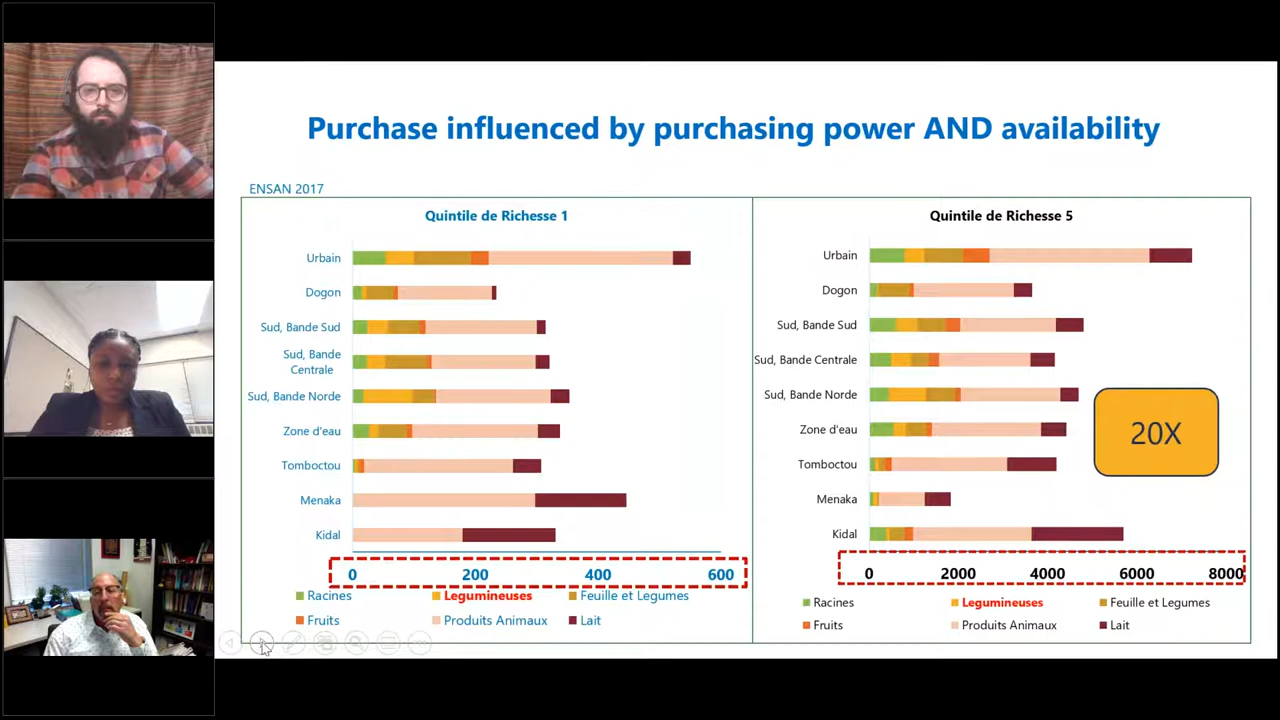 Purchase influenced by purchasing power AND availability
ENSAN 2017
Quintile de Richesse 1
Urbain
Dogon
Sud, Bande Sud
Sud, Bande
Centrale
Sud, Bande Norde
Zone d'eau
Tomboctou
Menaka
Kidal
0 200 400 600
Racines Legumineuses Feuille et Legumes
Fruits Produits Animaux Lait
Quintile de Richesse 5
Urbain
Dogon
Sud, Bande Sud
Sud, Bande Centrale
Sud, Bande Norde
Zone d'eau
Tomboctou
Menaka
Kidal
20X
0 2000 4000 6000 8000
Racines Legumineuses Feuille et Legumes
Fruits Produits Animaux Lait